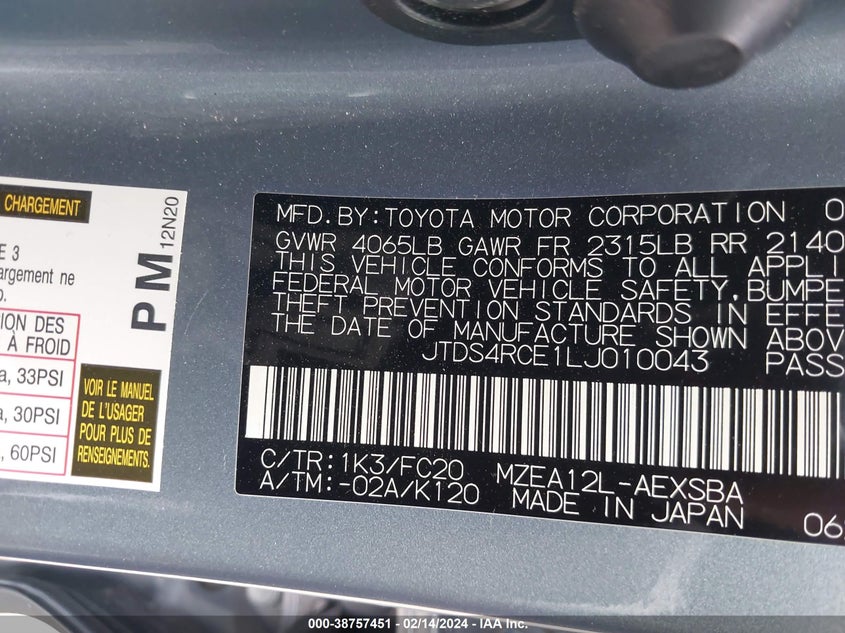 CHARGEMENT
E 3
argement ne
o.
ION DES
À FROID
a, 33PSI
a, 30PSI
, 60PSI
VOIR LE MANUEL
DE L'USAGER
POUR PLUS DE
RENSEIGNEMENTS.
PM
12N20
MFD.BY:TOYOTA MOTOR CORPORATION 0
GVWR 4065LB GAWR FR 2315LB RR 2140
THIS VEHICLE CONFORMS TO ALL APPLI
FEDERAL MOTOR VEHICLE SAFETY,BUMPE
THEFT PREVENTION STANDARDS IN EFFE
THE DATE OF MANUFACTURE SHOWN ABOV
JTDS4RCE1LJ010043 PASS
C/TR:1K3/FC20 MZEA12L-AEXSBA
A/TM:-02A/K120 MADE IN JAPAN 06
000-38757451 - 02/14/2024 - IAA Inc.